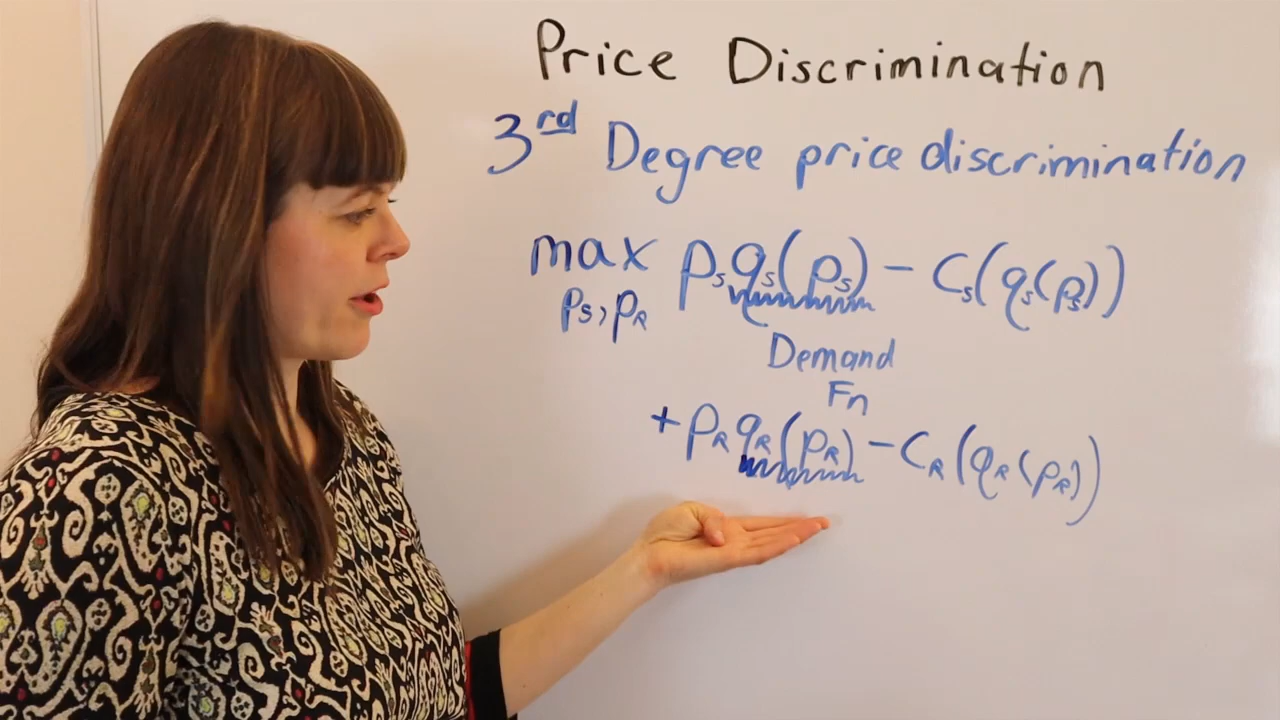 Price Discrimination
3rd Degree price discrimination
max pSqS(pS) - CS(qS(pS))
pS, pR
Demand
Fn
+ pRqR(pR) - CR(qR(pR))